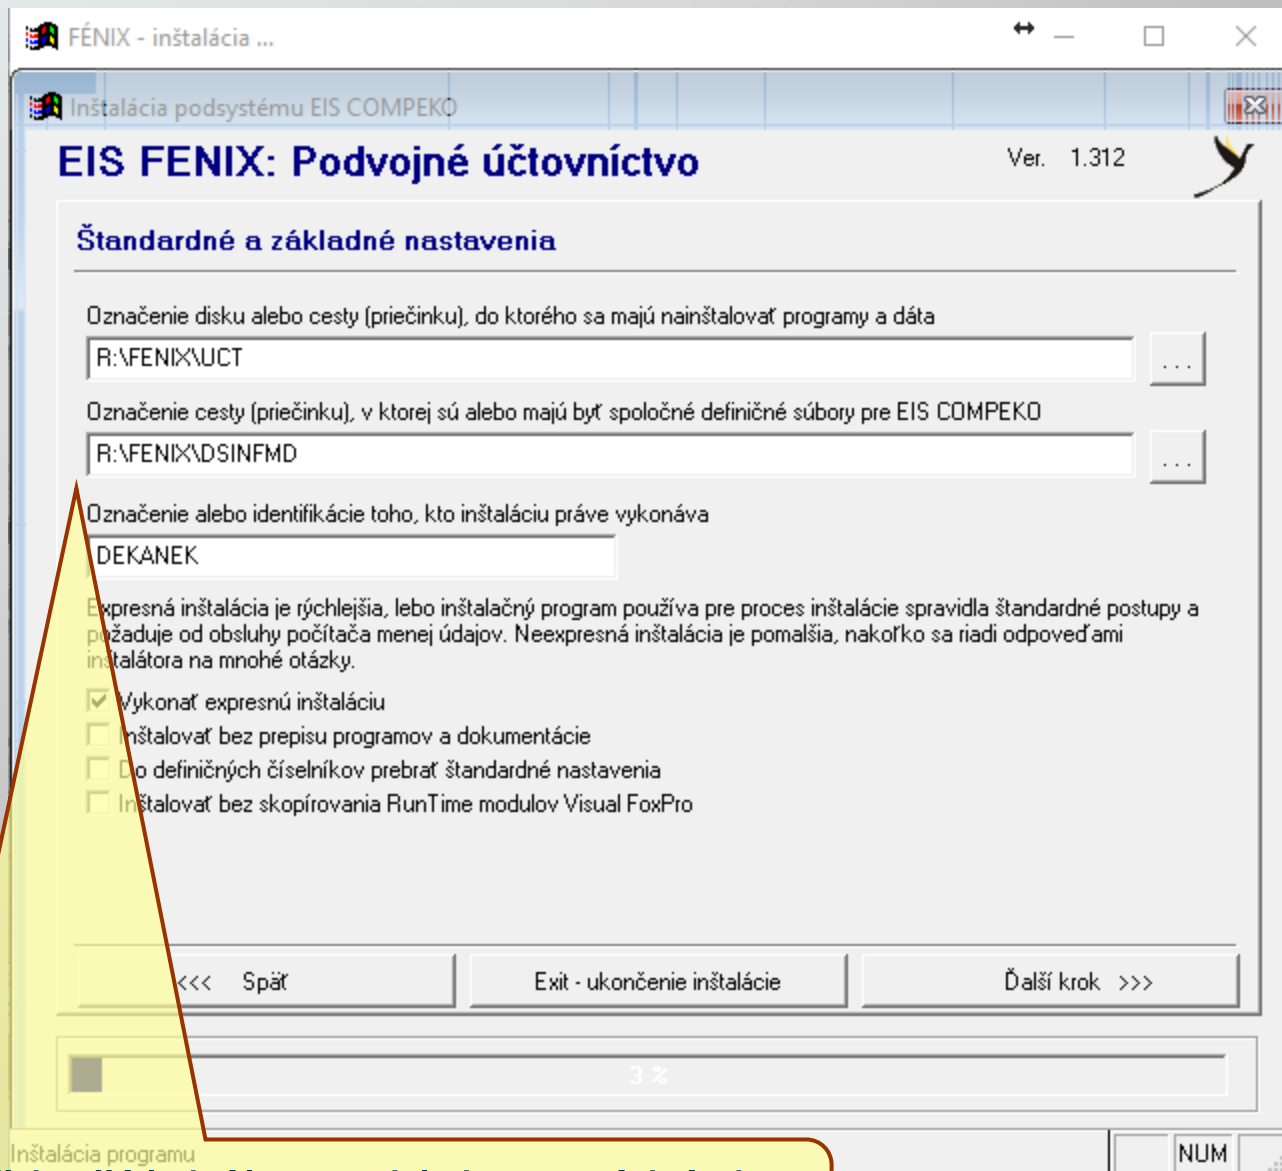 FÉNIX - inštalácia ...
Inštalácia podsystému EIS COMPEKO
EIS FENIX: Podvojné účtovníctvo
Ver. 1.312
Štandardné a základné nastavenia
Označenie disku alebo cesty (priečinku), do ktorého sa majú nainštalovať programy a dáta
R:\FENIX\UCT
...
Označenie cesty (priečinku), v ktorej sú alebo majú byť spoločné definičné súbory pre EIS COMPEKO
R:\FENIX\DSINFMD
...
Označenie alebo identifikácie toho, kto inštaláciu práve vykonáva
DEKANEK
Expresná inštalácia je rýchlejšia, lebo inštalačný program používa pre proces inštalácie spravidla štandardné postupy a
požaduje od obsluhy počítača menej údajov. Neexpresná inštalácia je pomalšia, nakoľko sa riadi odpoveďami
inštalátora na mnohé otázky.
Vykonať expresnú inštaláciu
Inštalovať bez prepisu programov a dokumentácie
Do definičných číselníkov prebrať štandardné nastavenia
Inštalovať bez skopírovania RunTime modulov Visual FoxPro
<<< Späť
Exit - ukončenie inštalácie
Ďalší krok >>>
3 %
Inštalácia programu
NUM